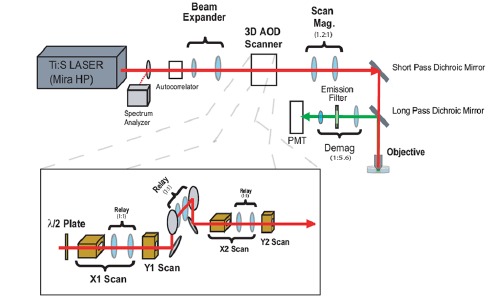 Beam
Expander
3D AOD
Scanner
Scan
Mag.
(1.2:1)
Ti:S LASER
(Mira HP)
Short Pass Dichroic Mirror
Autocorrelator
Spectrum
Analyzer
Emission
Filter
Long Pass Dichroic Mirror
PMT
Demag
(1:5.6)
Objective
Relay
(1:1)
λ/2 Plate
Relay
(1:1)
Relay
(1:1)
X1 Scan
Y1 Scan
X2 Scan
Y2 Scan